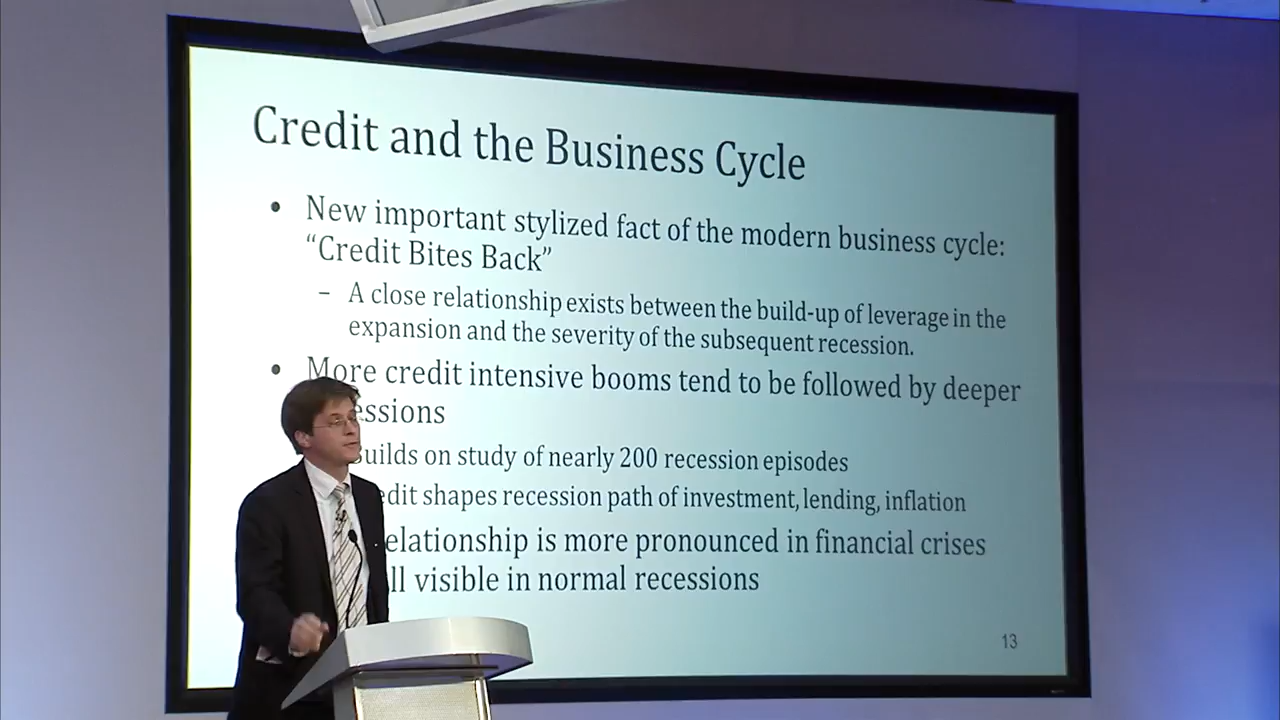 Credit and the Business Cycle
• New important stylized fact of the modern business cycle:
“Credit Bites Back”
– A close relationship exists between the build-up of leverage in the
expansion and the severity of the subsequent recession.
• More credit intensive booms tend to be followed by deeper
essions
uilds on study of nearly 200 recession episodes
edit shapes recession path of investment, lending, inflation
elationship is more pronounced in financial crises
ll visible in normal recessions
13